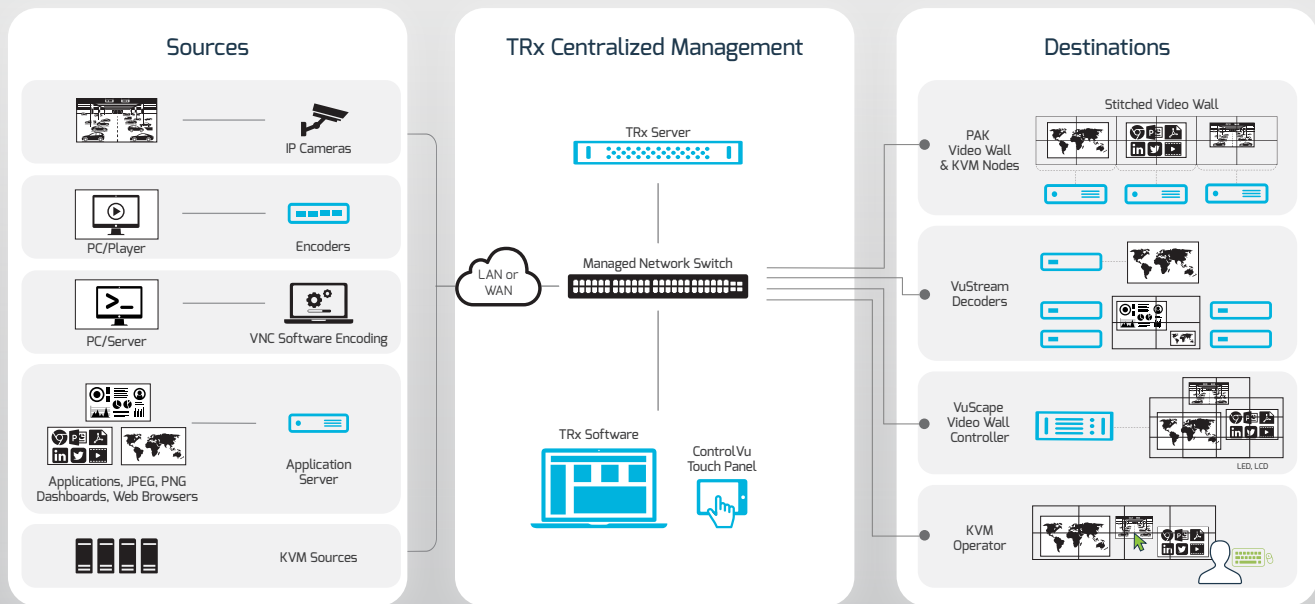 Sources
IP Cameras
PC/Player
Encoders
>_
PC/Server
VNC Software Encoding
Applications, JPEG, PNG
Dashboards, Web Browsers
Application
Server
KVM Sources
LAN or
WAN
TRx Centralized Management
TRx Server
Managed Network Switch
TRx Software
ControlVu
Touch Panel
Destinations
PAK
Video Wall
& KVM Nodes
Stitched Video Wall
VuStream
Decoders
VuScape
Video Wall
Controller
LED, LCD
KVM
Operator